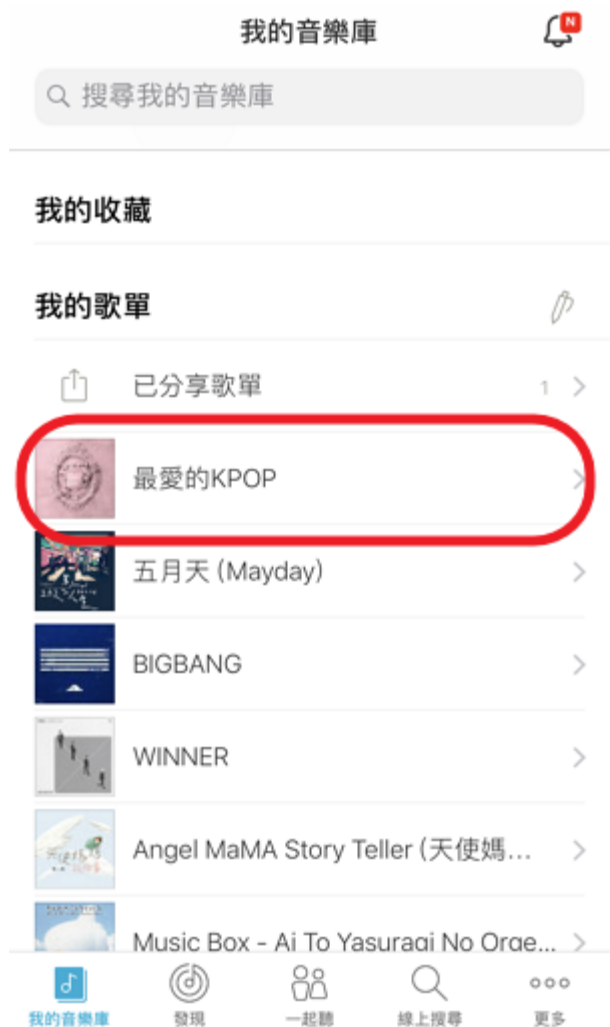 我的音樂庫
N
搜尋我的音樂庫
我的收藏
我的歌單
已分享歌單 1
最愛的KPOP
五月天 (Mayday)
BIGBANG
WINNER
Angel MaMA Story Teller (天使媽...
Music Box - Ai To Yasuragi No Orge...
我的音樂庫 發現 一起聽 線上搜尋 更多